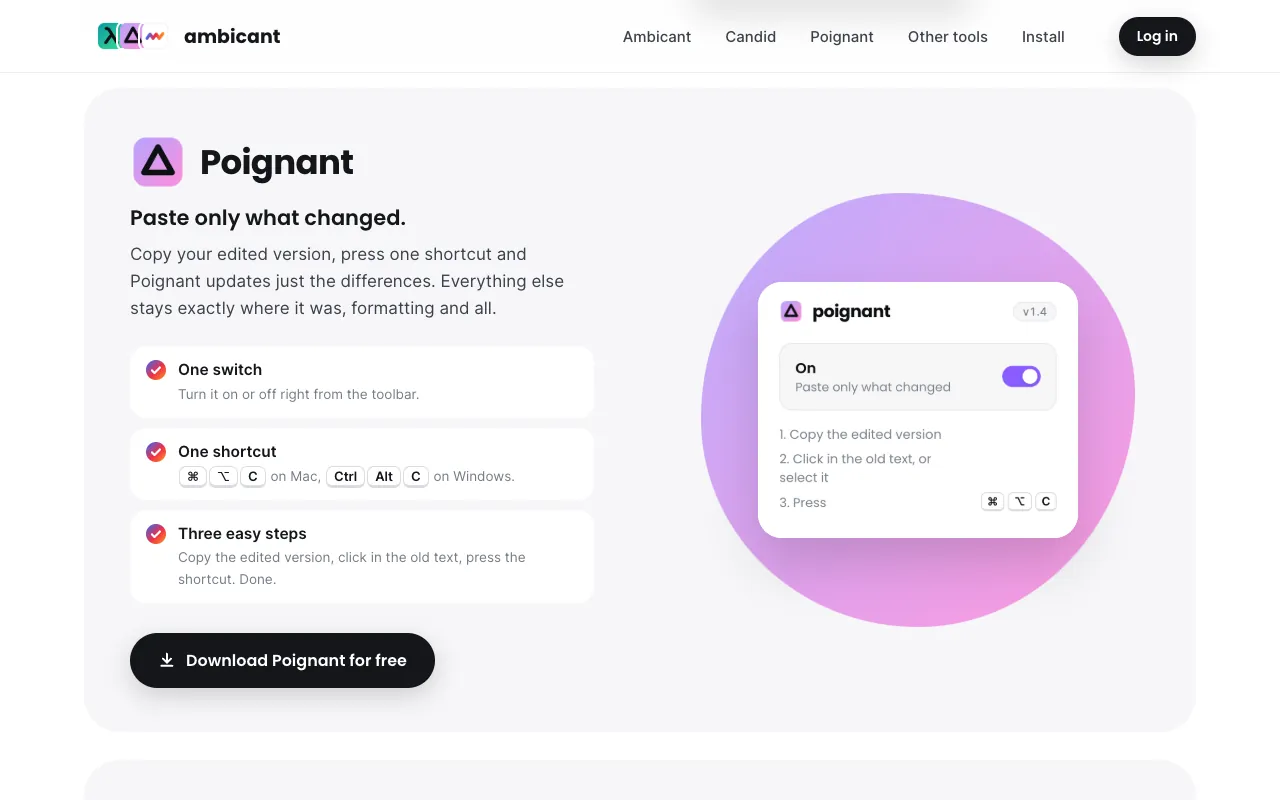 ambicant
Ambicant
Candid
Poignant
Other tools
Install
Log in
Poignant
Paste only what changed.
Copy your edited version, press one shortcut and
Poignant updates just the differences. Everything else
stays exactly where it was, formatting and all.
One switch
Turn it on or off right from the toolbar.
One shortcut
⌘ ⌥ C on Mac, Ctrl Alt C on Windows.
Three easy steps
Copy the edited version, click in the old text, press the
shortcut. Done.
Download Poignant for free
poignant
v1.4
On
Paste only what changed
1. Copy the edited version
2. Click in the old text, or
select it
3. Press ⌘ ⌥ C